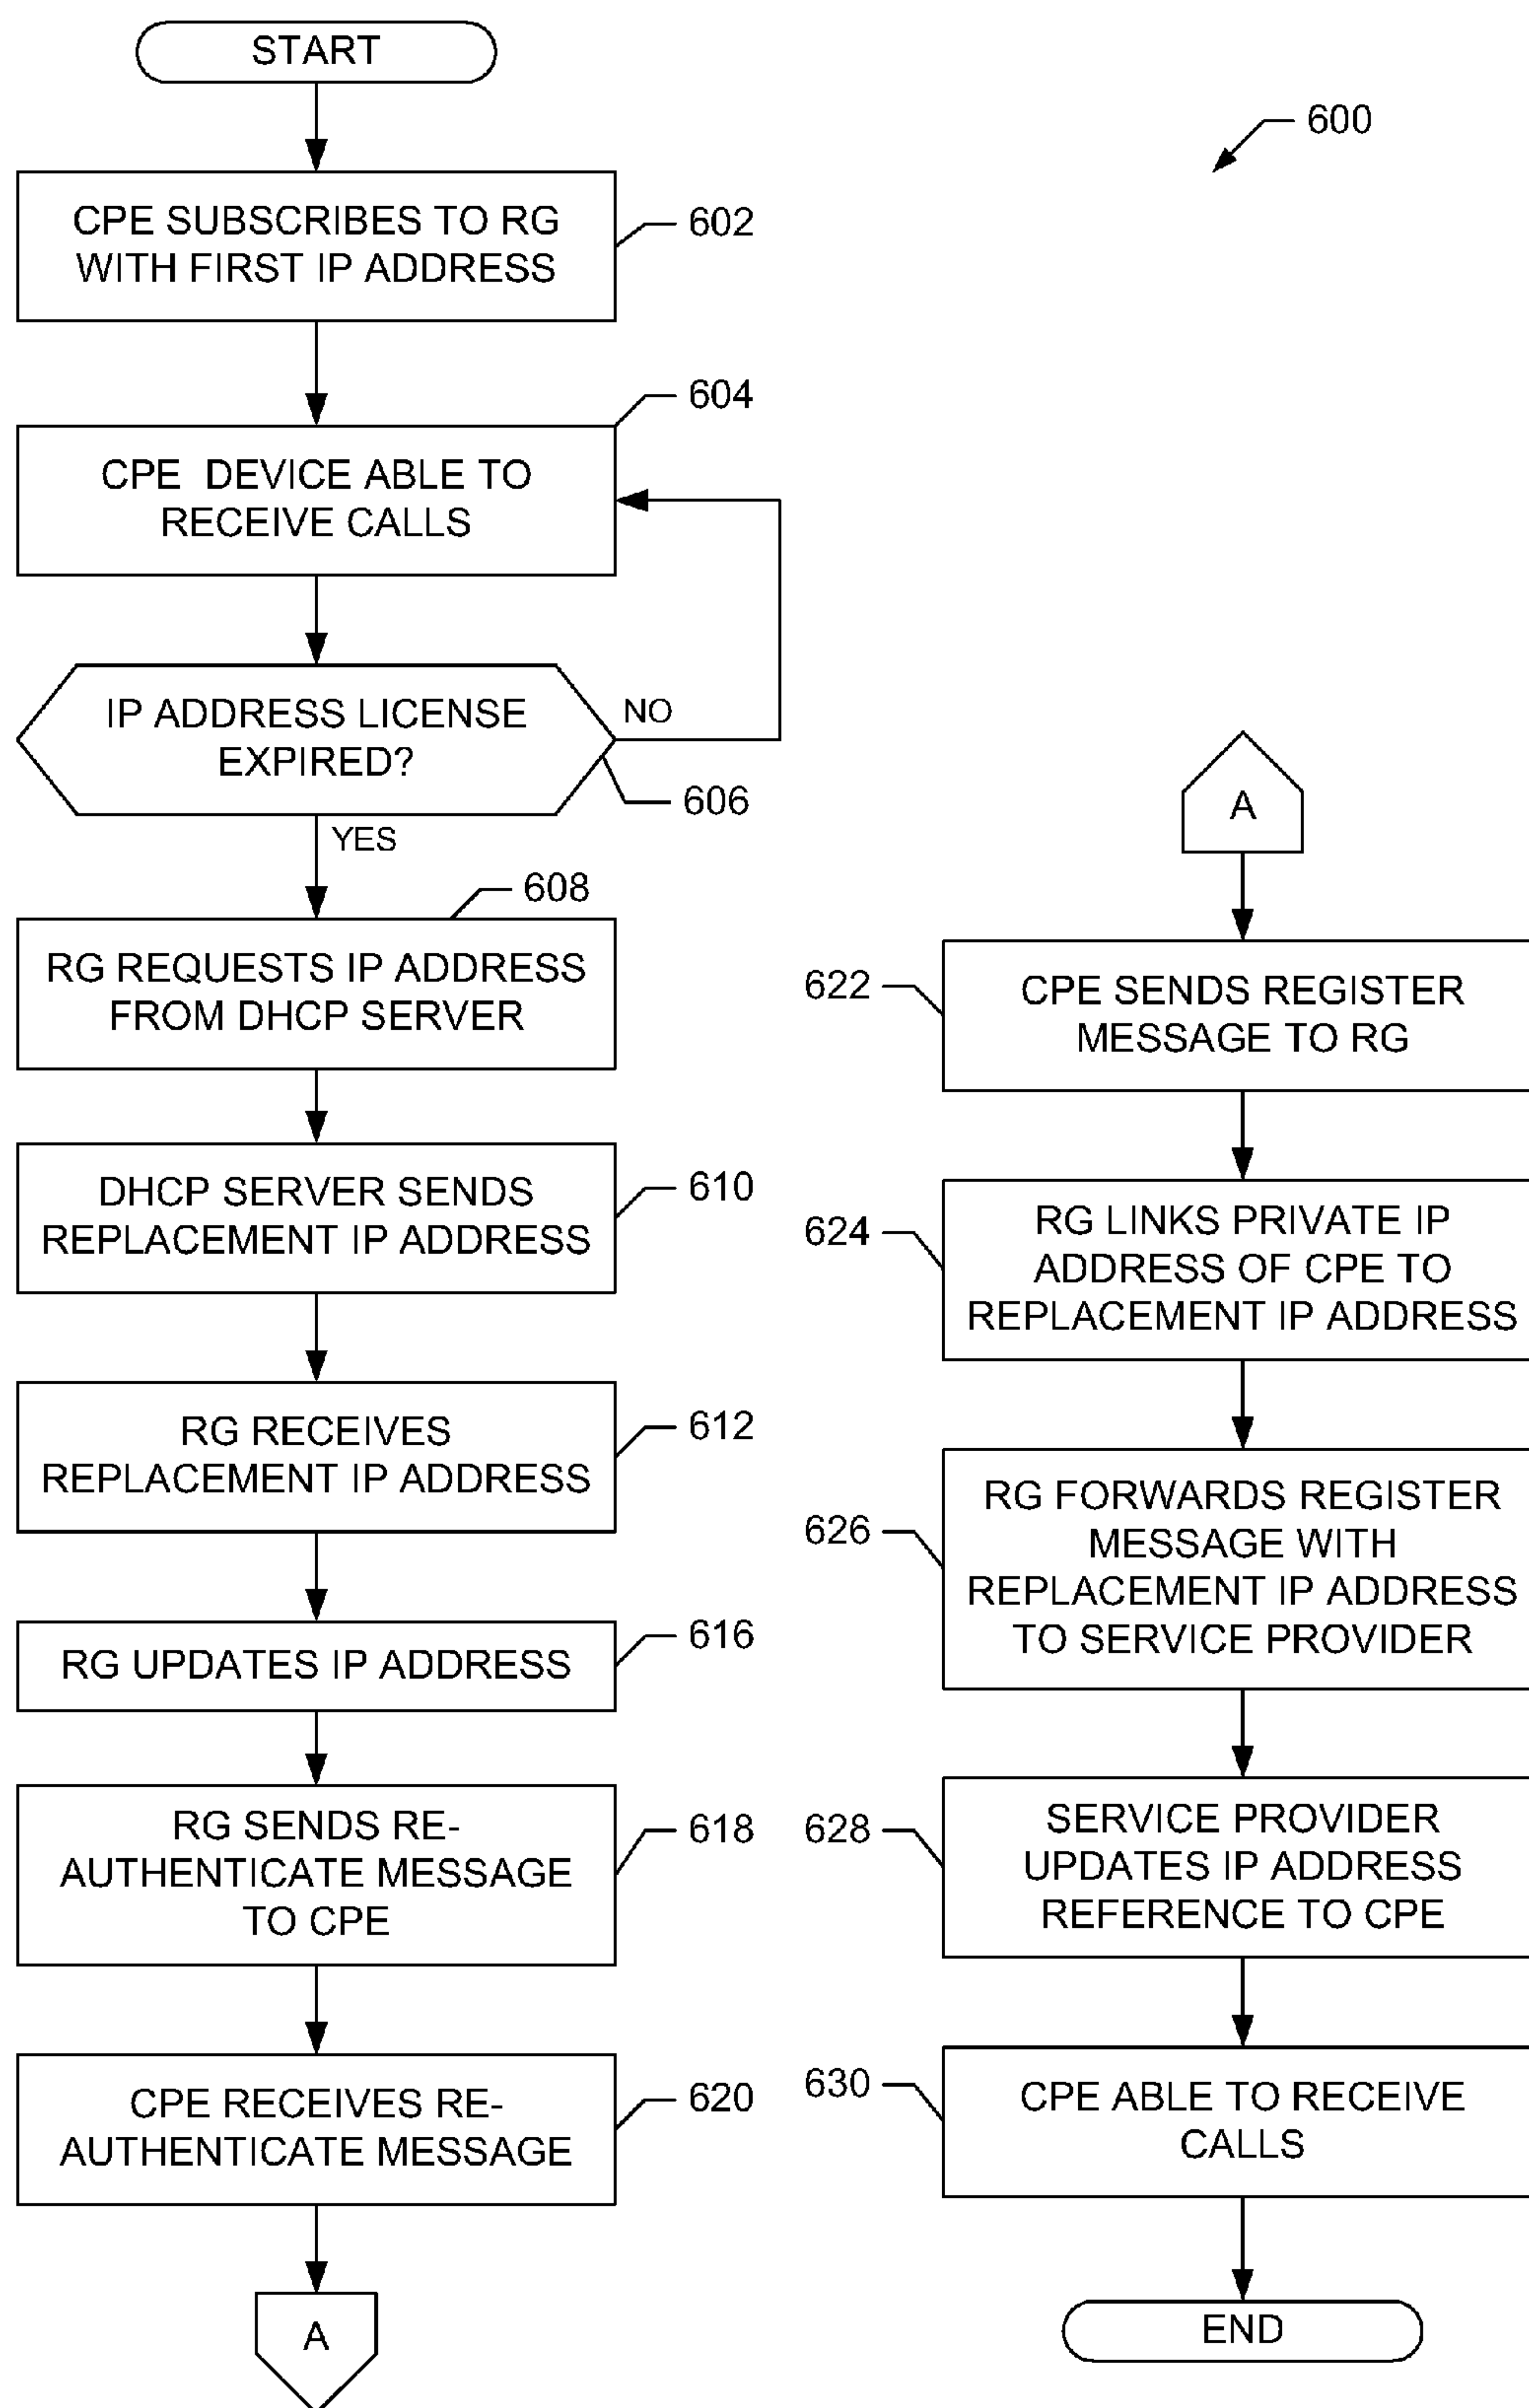 START
600
CPE SUBSCRIBES TO RG
WITH FIRST IP ADDRESS
602
604
CPE DEVICE ABLE TO
RECEIVE CALLS
IP ADDRESS LICENSE
EXPIRED?
NO
606
YES
608
RG REQUESTS IP ADDRESS
FROM DHCP SERVER
DHCP SERVER SENDS
REPLACEMENT IP ADDRESS
610
RG RECEIVES
REPLACEMENT IP ADDRESS
612
RG UPDATES IP ADDRESS
616
RG SENDS RE-
AUTHENTICATE MESSAGE
TO CPE
618
CPE RECEIVES RE-
AUTHENTICATE MESSAGE
620
A
A
622
CPE SENDS REGISTER
MESSAGE TO RG
624
RG LINKS PRIVATE IP
ADDRESS OF CPE TO
REPLACEMENT IP ADDRESS
626
RG FORWARDS REGISTER
MESSAGE WITH
REPLACEMENT IP ADDRESS
TO SERVICE PROVIDER
628
SERVICE PROVIDER
UPDATES IP ADDRESS
REFERENCE TO CPE
630
CPE ABLE TO RECEIVE
CALLS
END